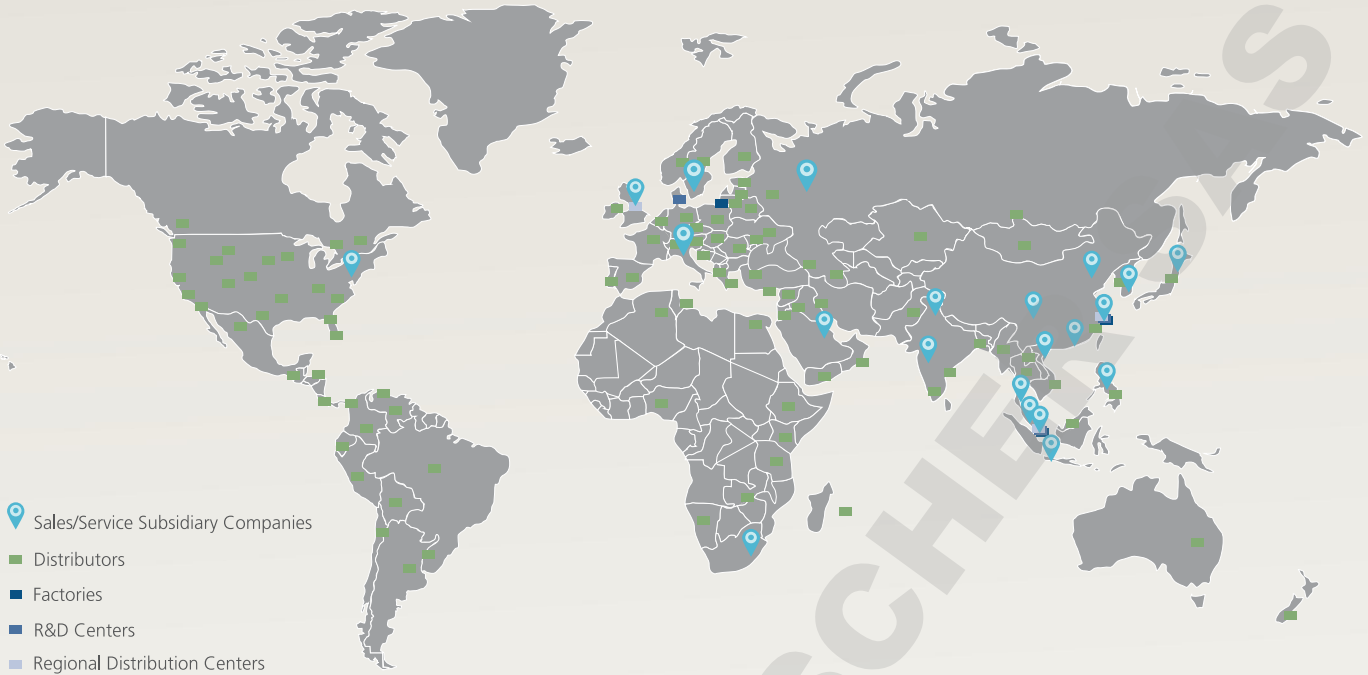 Sales/Service Subsidiary Companies
Distributors
Factories
R&D Centers
Regional Distribution Centers